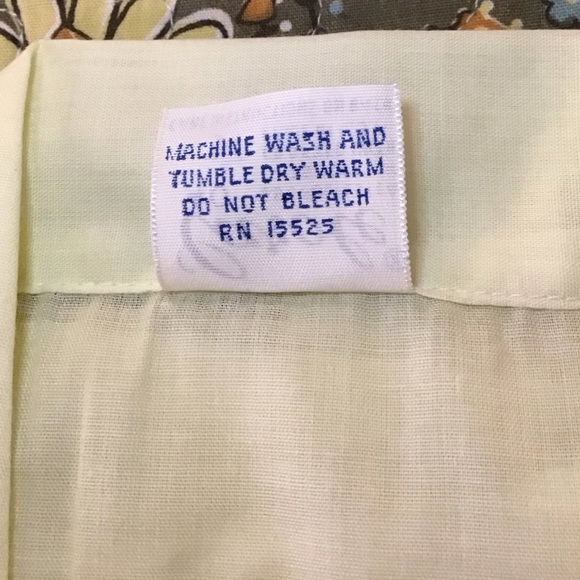 MACHINE WASH AND
TUMBLE DRY WARM
DO NOT BLEACH
RN 15525